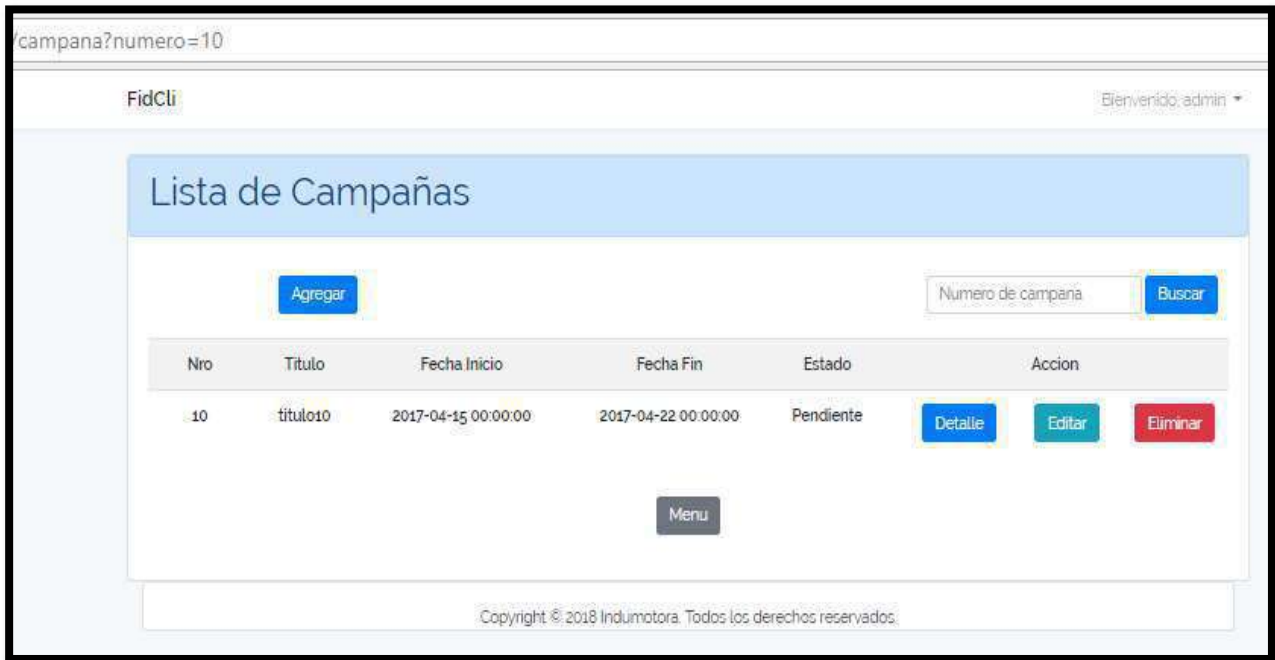 /campana?numero=10
FidCli
Bienvenido, admin
Lista de Campañas
Agregar
Numero de campana
Buscar
Nro Titulo Fecha Inicio Fecha Fin Estado Accion
10 titulo10 2017-04-15 00:00:00 2017-04-22 00:00:00 Pendiente Detalle Editar Eliminar
Menu
Copyright © 2018 Indumotora. Todos los derechos reservados.